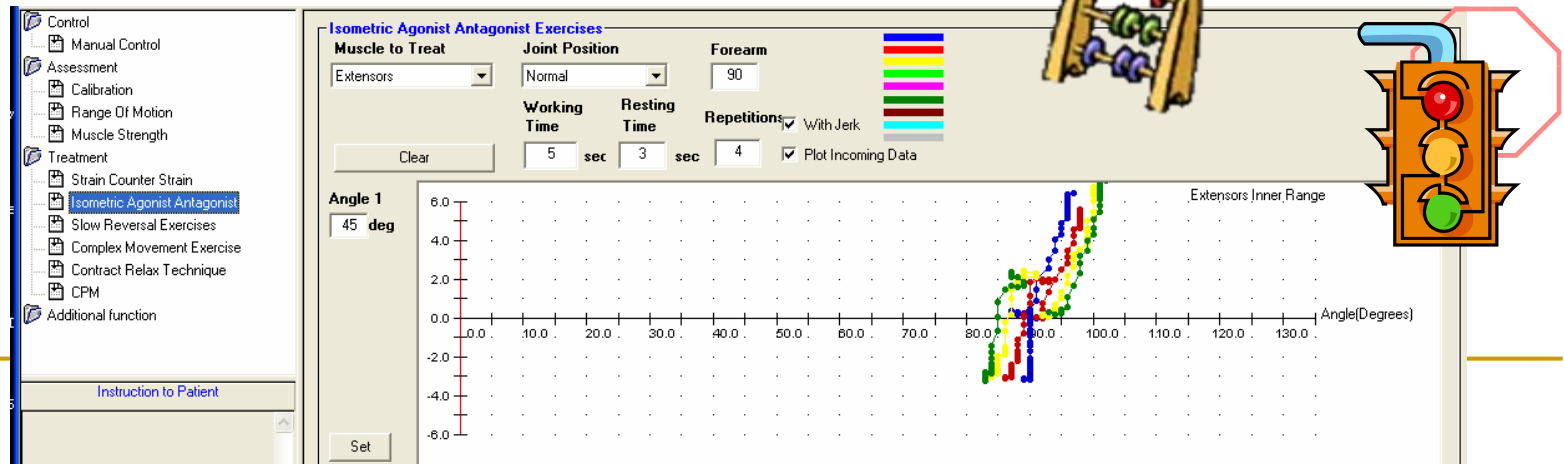 Control
Manual Control
Assessment
Calibration
Range Of Motion
Muscle Strength
Treatment
Strain Counter Strain
Isometric Agonist Antagonist
Slow Reversal Exercises
Complex Movement Exercise
Contract Relax Technique
CPM
Additional function
Instruction to Patient
Isometric Agonist Antagonist Exercises
Muscle to Treat Joint Position Forearm
Extensors Normal 90
Working Time Resting Time Repetitions With Jerk
Clear 5 sec 3 sec 4 Plot Incoming Data
Angle 1
45 deg
Set
Extensors Inner Range
6.0
4.0
2.0
0.0
-2.0
-4.0
-6.0
0.0 10.0 20.0 30.0 40.0 50.0 60.0 70.0 80.0 90.0 100.0 110.0 120.0 130.0
Angle(Degrees)